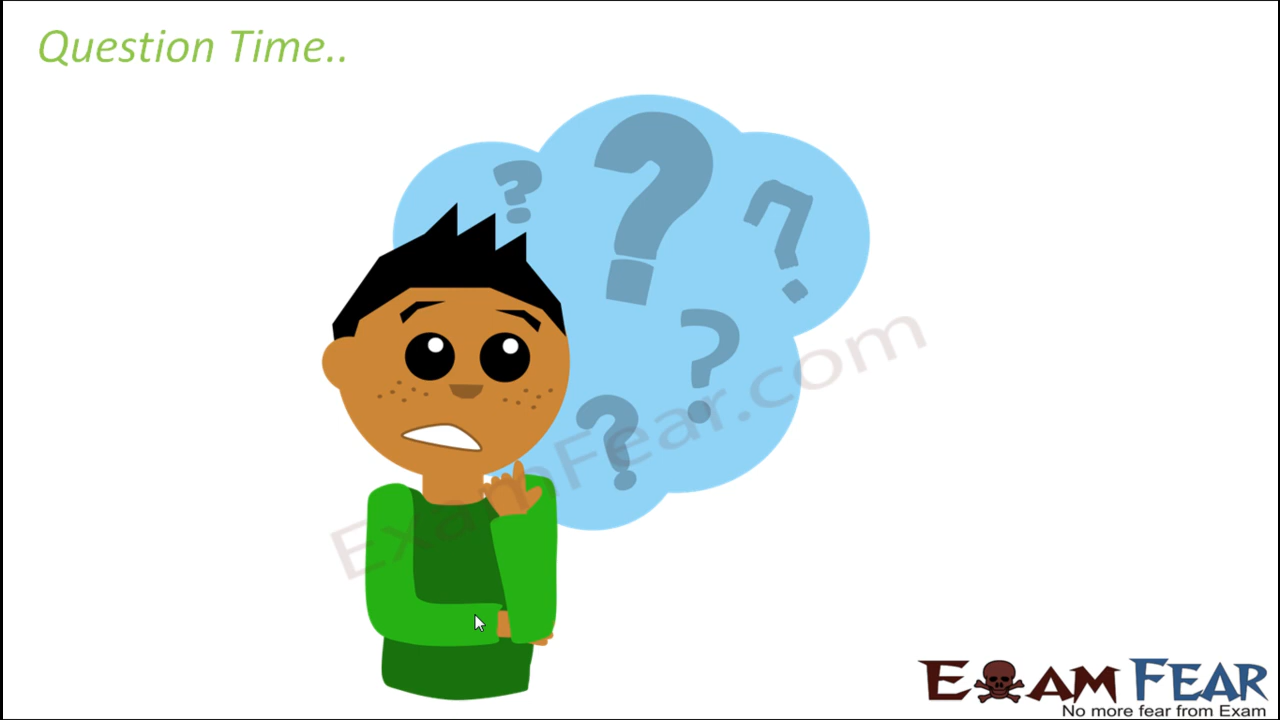 Question Time..
? ? ? ? ?
ExamFear.com
EXAM FEAR
No more fear from Exam